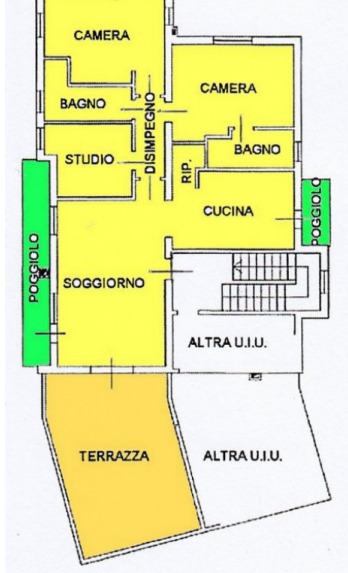 CAMERA
CAMERA
BAGNO
DISIMPEGNO
STUDIO
BAGNO
RIP.
CUCINA
POGGIOLO
POGGIOLO
SOGGIORNO
ALTRA U.I.U.
TERRAZZA
ALTRA U.I.U.